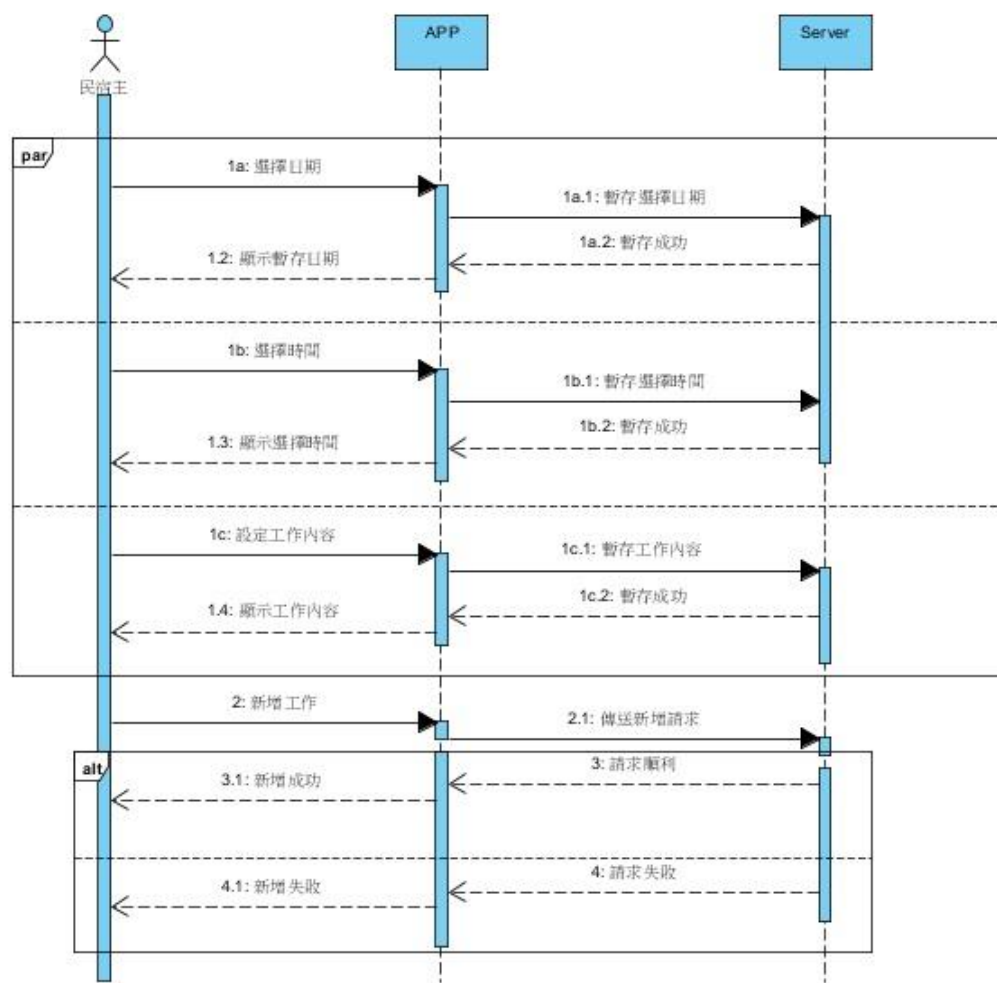 APP
Server
民宿主
par
1a: 選擇日期
1a.1: 暫存選擇日期
1a.2: 暫存成功
1.2: 顯示暫存日期
1b: 選擇時間
1b.1: 暫存選擇時間
1b.2: 暫存成功
1.3: 顯示選擇時間
1c: 設定工作內容
1c.1: 暫存工作內容
1c.2: 暫存成功
1.4: 顯示工作內容
2: 新增工作
2.1: 傳送新增請求
alt
3: 請求順利
3.1: 新增成功
4: 請求失敗
4.1: 新增失敗